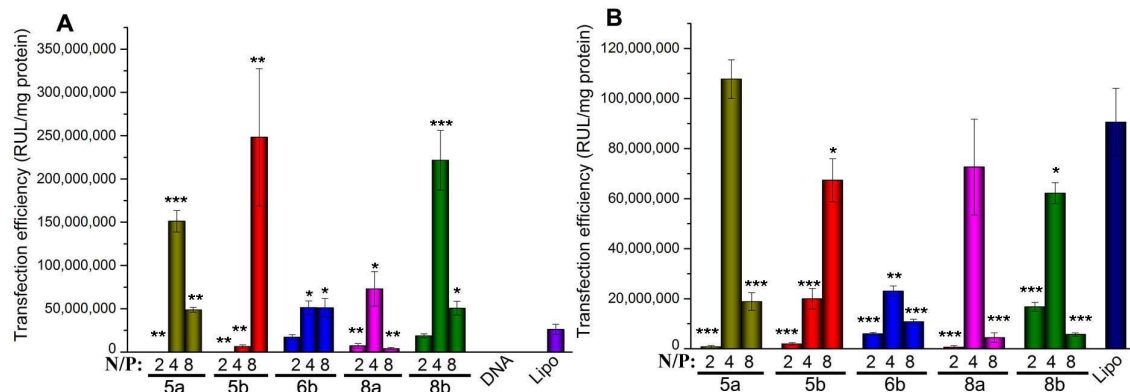 A
Transfection efficiency (RUL/mg protein)
350,000,000
300,000,000
250,000,000
200,000,000
150,000,000
100,000,000
50,000,000
0
** *** ** ** ** ** * * ** * ** *** *
N/P: 2 4 8 2 4 8 2 4 8 2 4 8 2 4 8
5a 5b 6b 8a 8b DNA Lipo
B
Transfection efficiency (RUL/mg protein)
120,000,000
100,000,000
80,000,000
60,000,000
40,000,000
20,000,000
0
*** *** *** *** * *** ** *** *** *** *** * ***
N/P: 2 4 8 2 4 8 2 4 8 2 4 8 2 4 8
5a 5b 6b 8a 8b Lipo